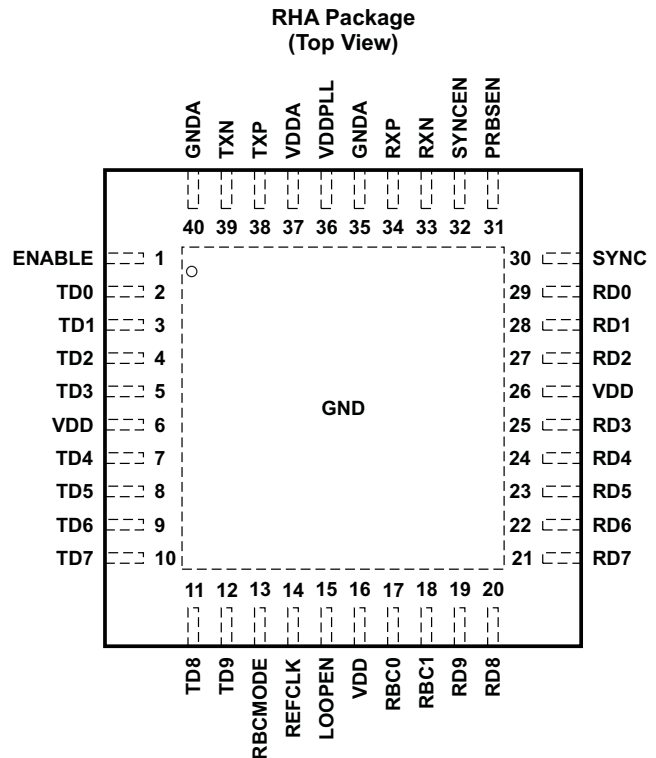 RHA Package
(Top View)
GNDA
TXN
TXP
VDDA
VDDPLL
GNDA
RXP
RXN
SYNCEN
PRBSEN
40 39 38 37 36 35 34 33 32 31
ENABLE 1
TD0 2
TD1 3
TD2 4
TD3 5
VDD 6
TD4 7
TD5 8
TD6 9
TD7 10
GND
30 SYNC
29 RD0
28 RD1
27 RD2
26 VDD
25 RD3
24 RD4
23 RD5
22 RD6
21 RD7
11 12 13 14 15 16 17 18 19 20
TD8
TD9
RBCMODE
REFCLK
LOOPEN
VDD
RBC0
RBC1
RD9
RD8